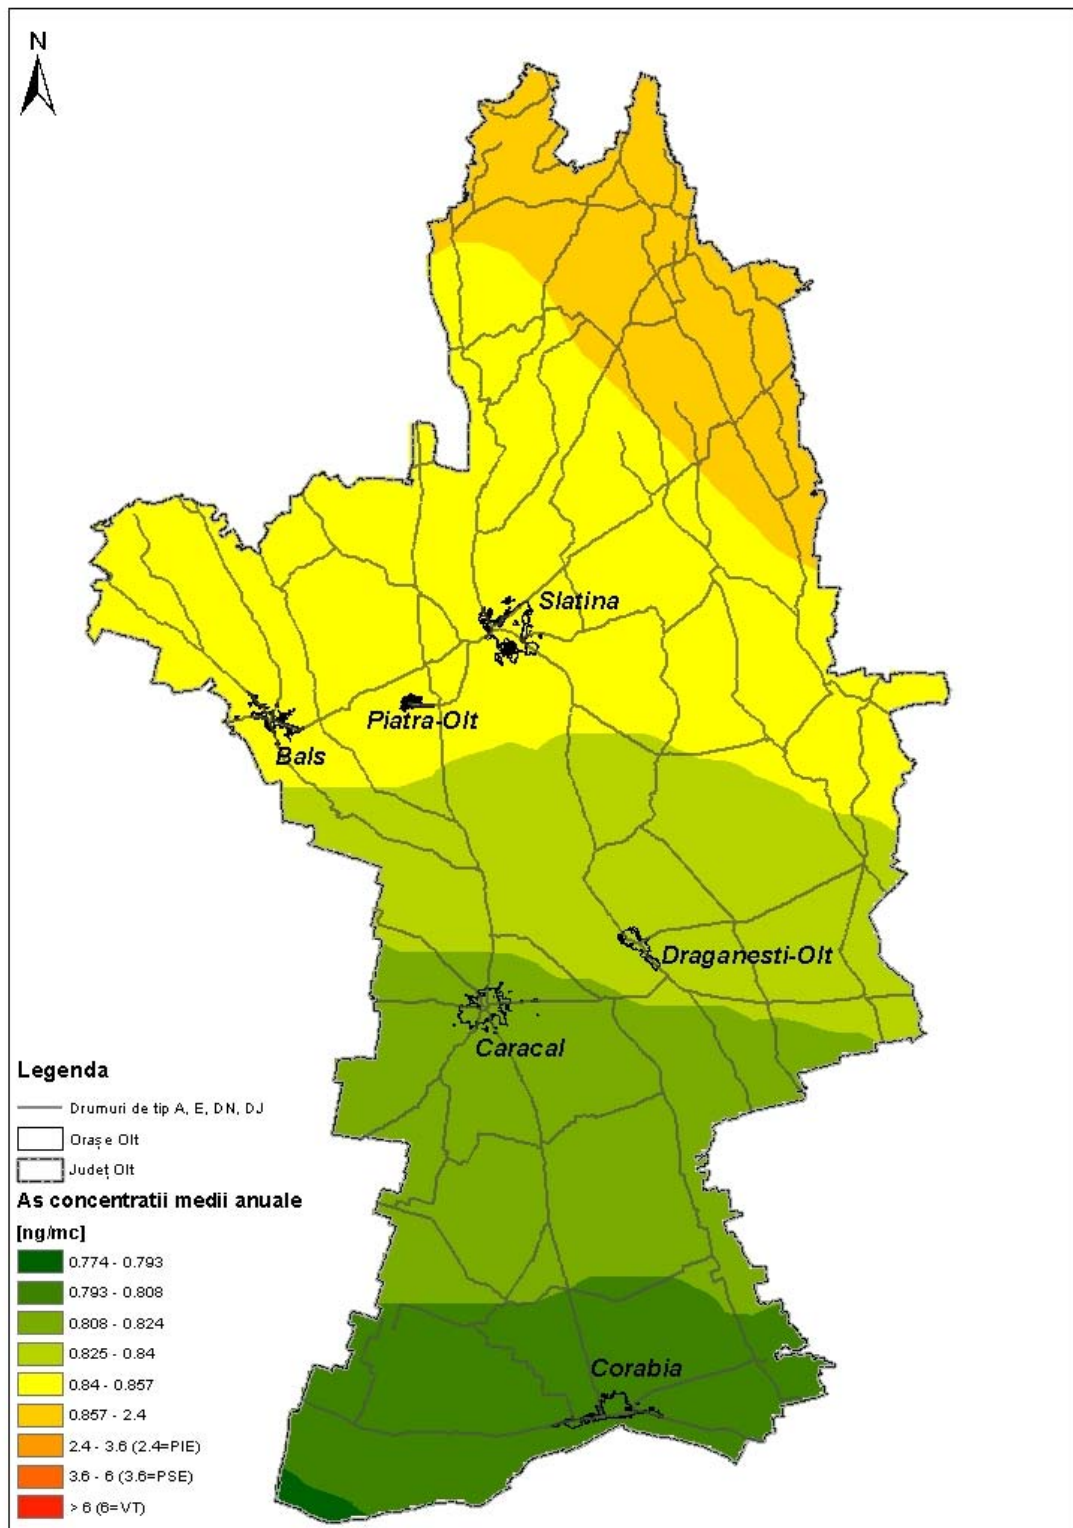 N
Slatina
Piatra-Olt
Bals
Draganesti-Olt
Caracal
Corabia
Legenda
Drumuri de tip A, E, DN, DJ
Orașe Olt
Județ Olt
As concentratii medii anuale
[ng/mc]
0.774 - 0.793
0.793 - 0.808
0.808 - 0.824
0.825 - 0.84
0.84 - 0.857
0.857 - 2.4
2.4 - 3.6 (2.4=PIE)
3.6 - 6 (3.6=PSE)
> 6 (6=VT)